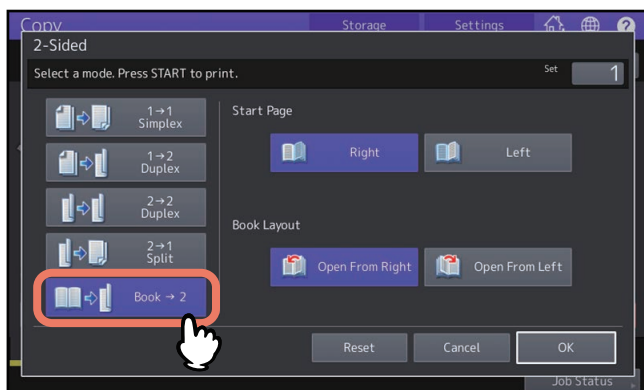 Copy
Storage
Settings
2-Sided
Select a mode. Press START to print.
Set
1
1→1
Simplex
1→2
Duplex
2→2
Duplex
2→1
Split
Book → 2
Start Page
Right
Left
Book Layout
Open From Right
Open From Left
Reset
Cancel
OK
Job Status